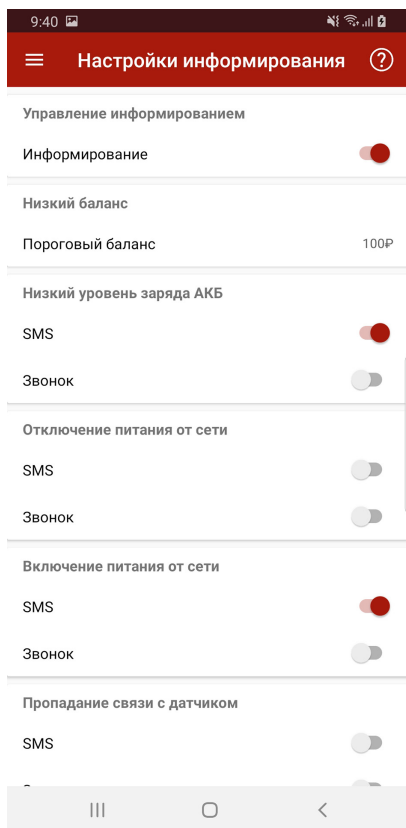 9:40
Настройки информирования
Управление информированием
Информирование
Низкий баланс
Пороговый баланс 100₽
Низкий уровень заряда АКБ
SMS
Звонок
Отключение питания от сети
SMS
Звонок
Включение питания от сети
SMS
Звонок
Пропадание связи с датчиком
SMS